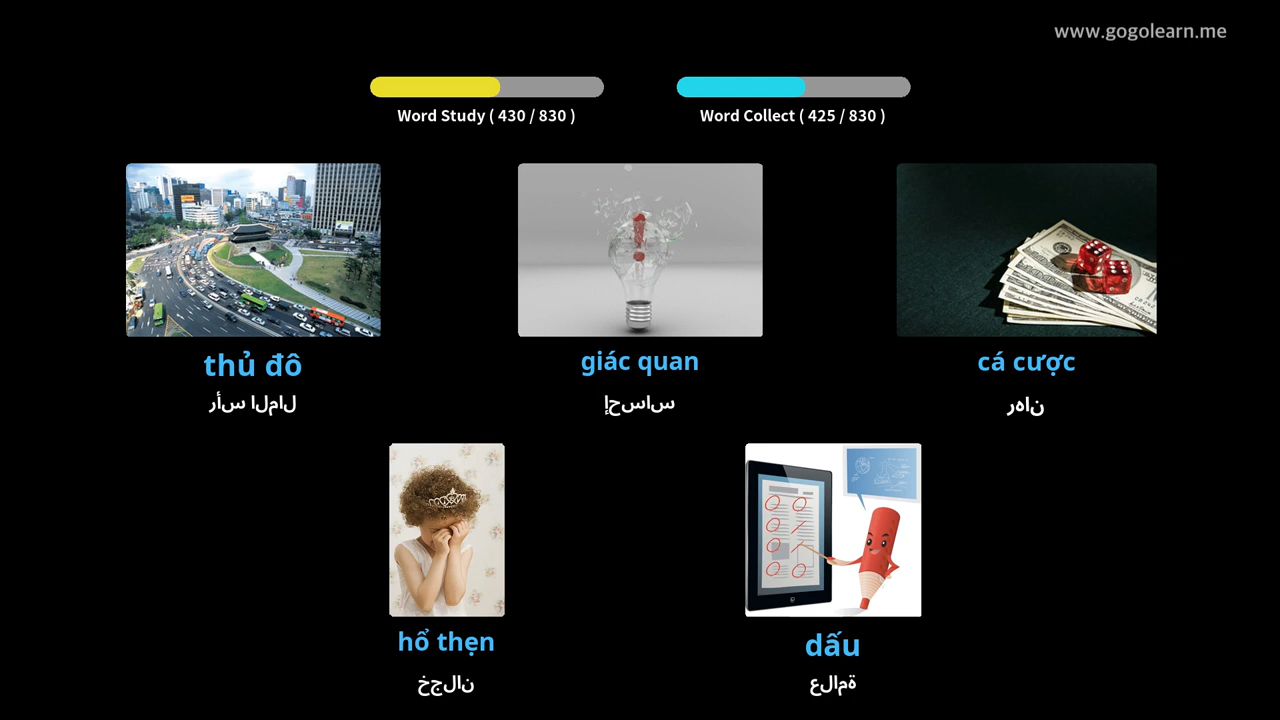 www.gogolearn.me
Word Study ( 430 / 830 )
Word Collect ( 425 / 830 )
thủ đô
giác quan
cá cược
رأس المال
إحساس
رهان
hổ thẹn
dấu
خجلان
علامة